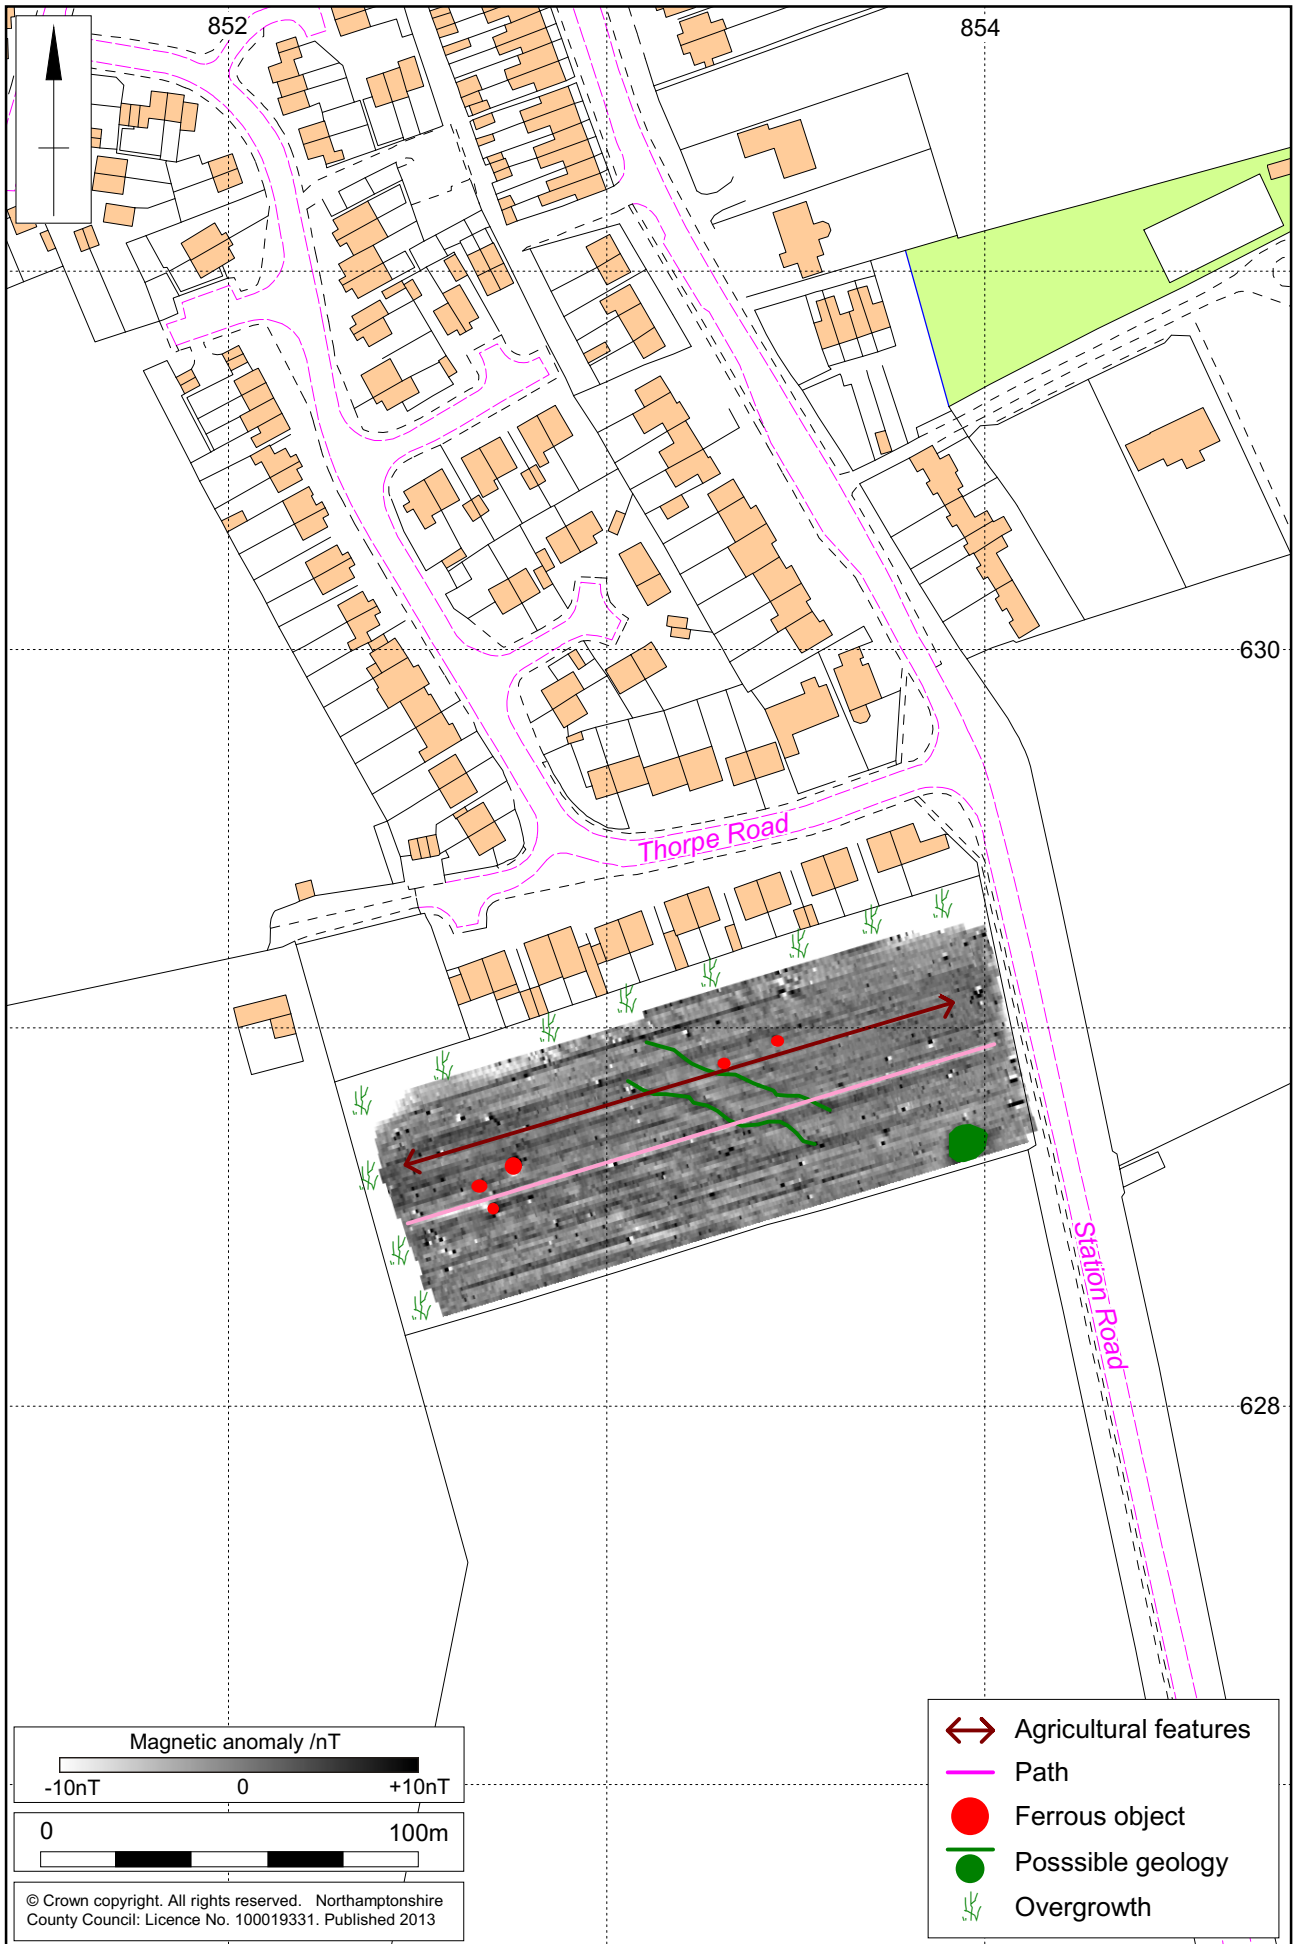 852
854
630
Thorpe Road
Station Road
628
Magnetic anomaly /nT
-10nT 0 +10nT
0 100m
© Crown copyright. All rights reserved. Northamptonshire
County Council: Licence No. 100019331. Published 2013
Agricultural features
Path
Ferrous object
Posssible geology
Overgrowth